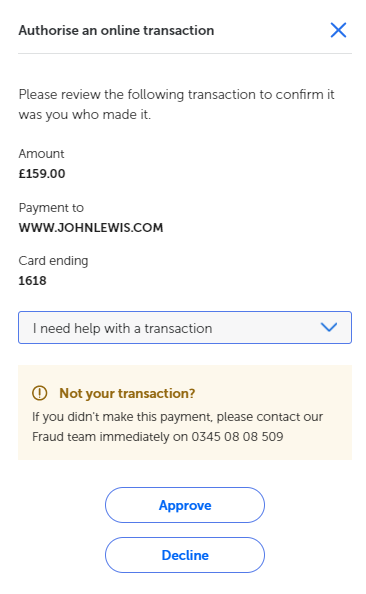 Authorise an online transaction
Please review the following transaction to confirm it
was you who made it.
Amount
£159.00
Payment to
WWW.JOHNLEWIS.COM
Card ending
1618
I need help with a transaction
Not your transaction?
If you didn't make this payment, please contact our
Fraud team immediately on 0345 08 08 509
Approve
Decline